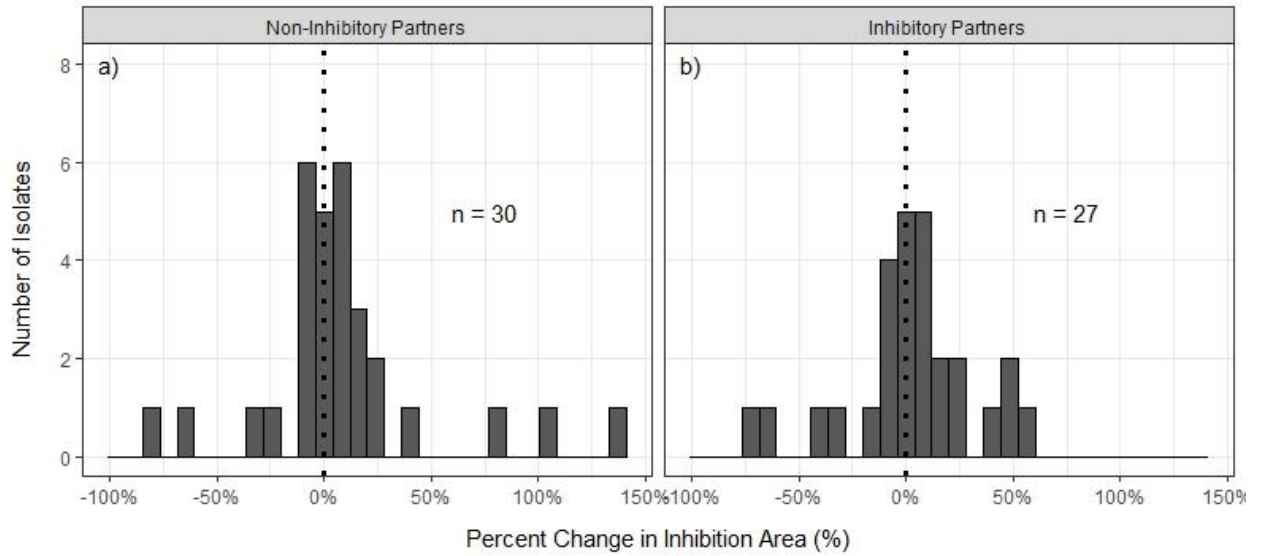 Non-Inhibitory Partners
Inhibitory Partners
a)
b)
8
6
4
2
0
n = 30
n = 27
Number of Isolates
-100%
-50%
0%
50%
100%
150%
-100%
-50%
0%
50%
100%
150%
Percent Change in Inhibition Area (%)